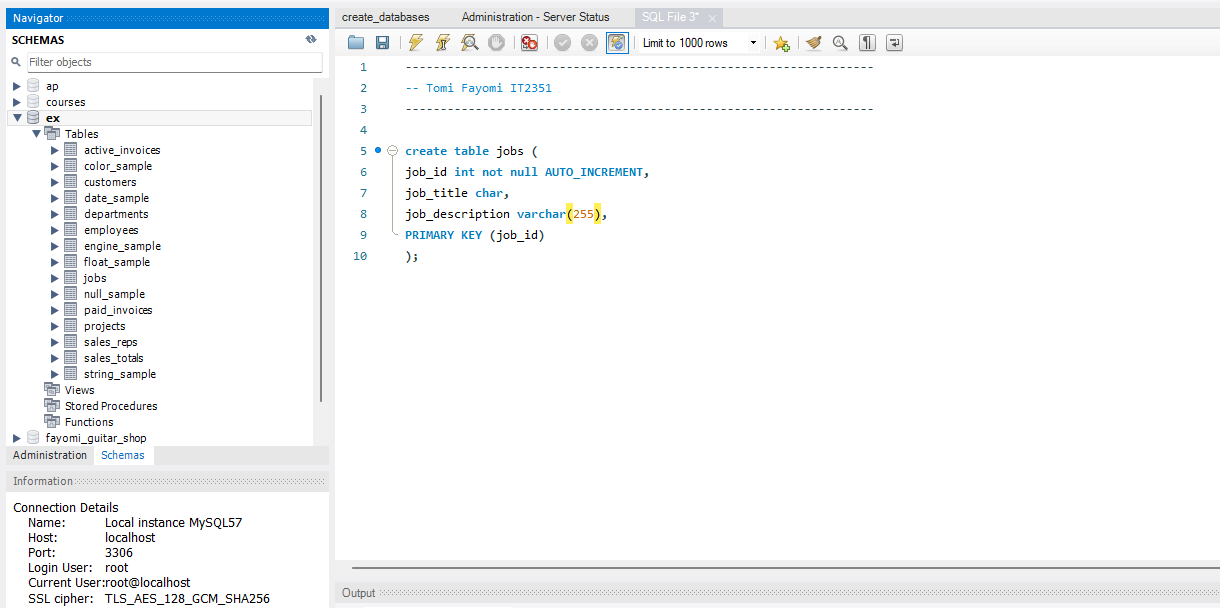 Navigator
SCHEMAS
Filter objects
ap
courses
ex
Tables
active_invoices
color_sample
customers
date_sample
departments
employees
engine_sample
float_sample
jobs
null_sample
paid_invoices
projects
sales_reps
sales_totals
string_sample
Views
Stored Procedures
Functions
fayomi_guitar_shop
Administration Schemas
Information
Connection Details
Name: Local instance MySQL57
Host: localhost
Port: 3306
Login User: root
Current User:root@localhost
SSL cipher: TLS_AES_128_GCM_SHA256
create_databases Administration - Server Status SQL File 3*
Limit to 1000 rows
1 -------------------------------------------------------------------
2 -- Tomi Fayomi IT2351
3 -------------------------------------------------------------------
4
5 create table jobs (
6 job_id int not null AUTO_INCREMENT,
7 job_title char,
8 job_description varchar(255),
9 PRIMARY KEY (job_id)
10 );
Output